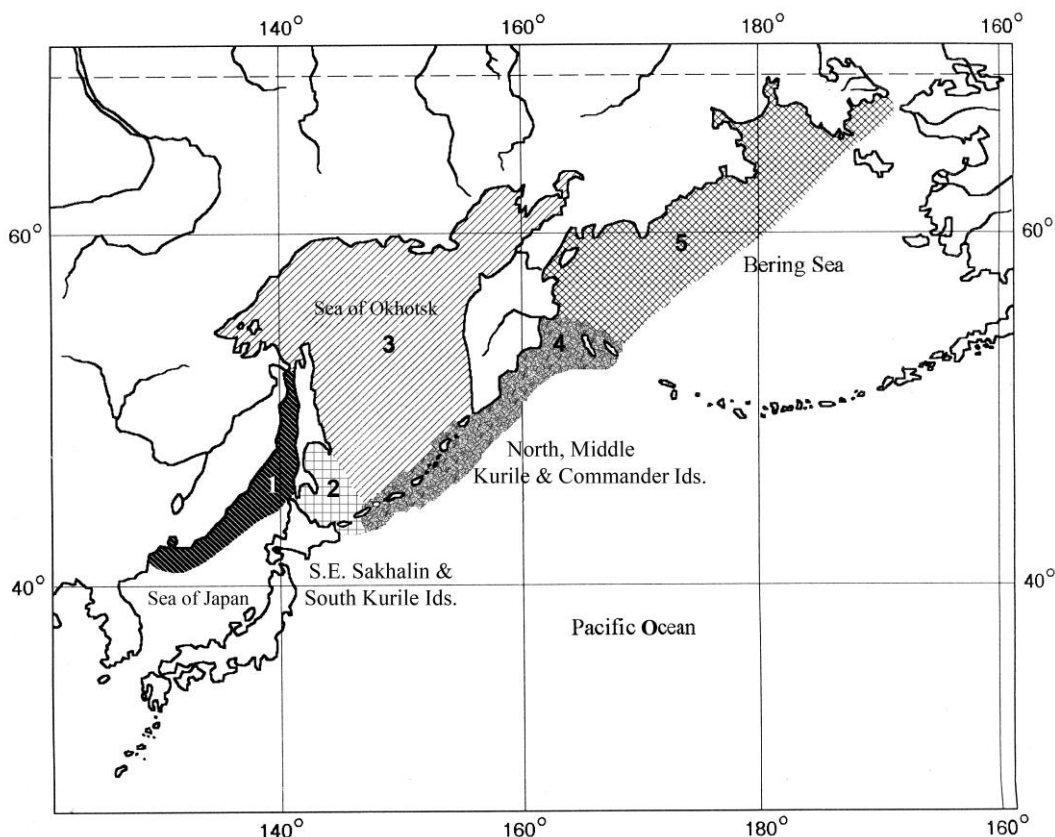 140° 160° 180° 160°
60° 60°
5
Bering Sea
Sea of Okhotsk
3
4
North, Middle
Kurile & Commander Ids.
1 2
S.E. Sakhalin &
South Kurile Ids.
40° 40°
Sea of Japan
Pacific Ocean
140° 160° 180° 160°